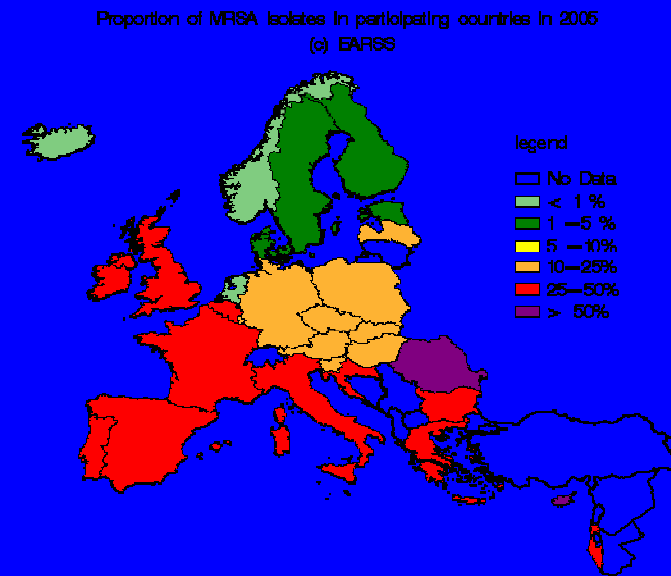 Proportion of MRSA isolates in participating countries in 2005
(c) EARSS
legend
No Data
< 1 %
1 -5 %
5 -10%
10-25%
25-50%
> 50%